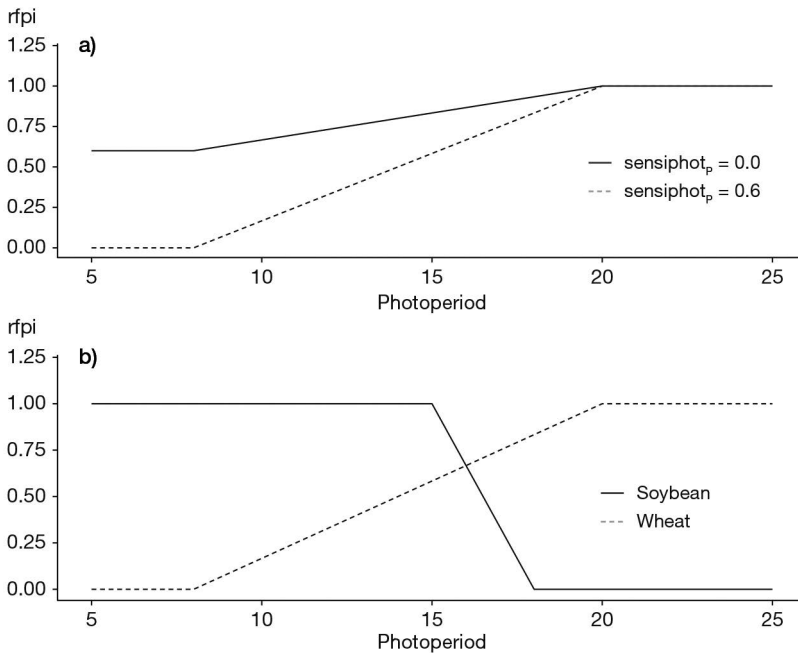 rfpi
a)
1.25
1.00
0.75
0.50
0.25
0.00
sensiphotP = 0.0
sensiphotP = 0.6
5 10 15 20 25
Photoperiod
rfpi
b)
1.25
1.00
0.75
0.50
0.25
0.00
Soybean
Wheat
5 10 15 20 25
Photoperiod